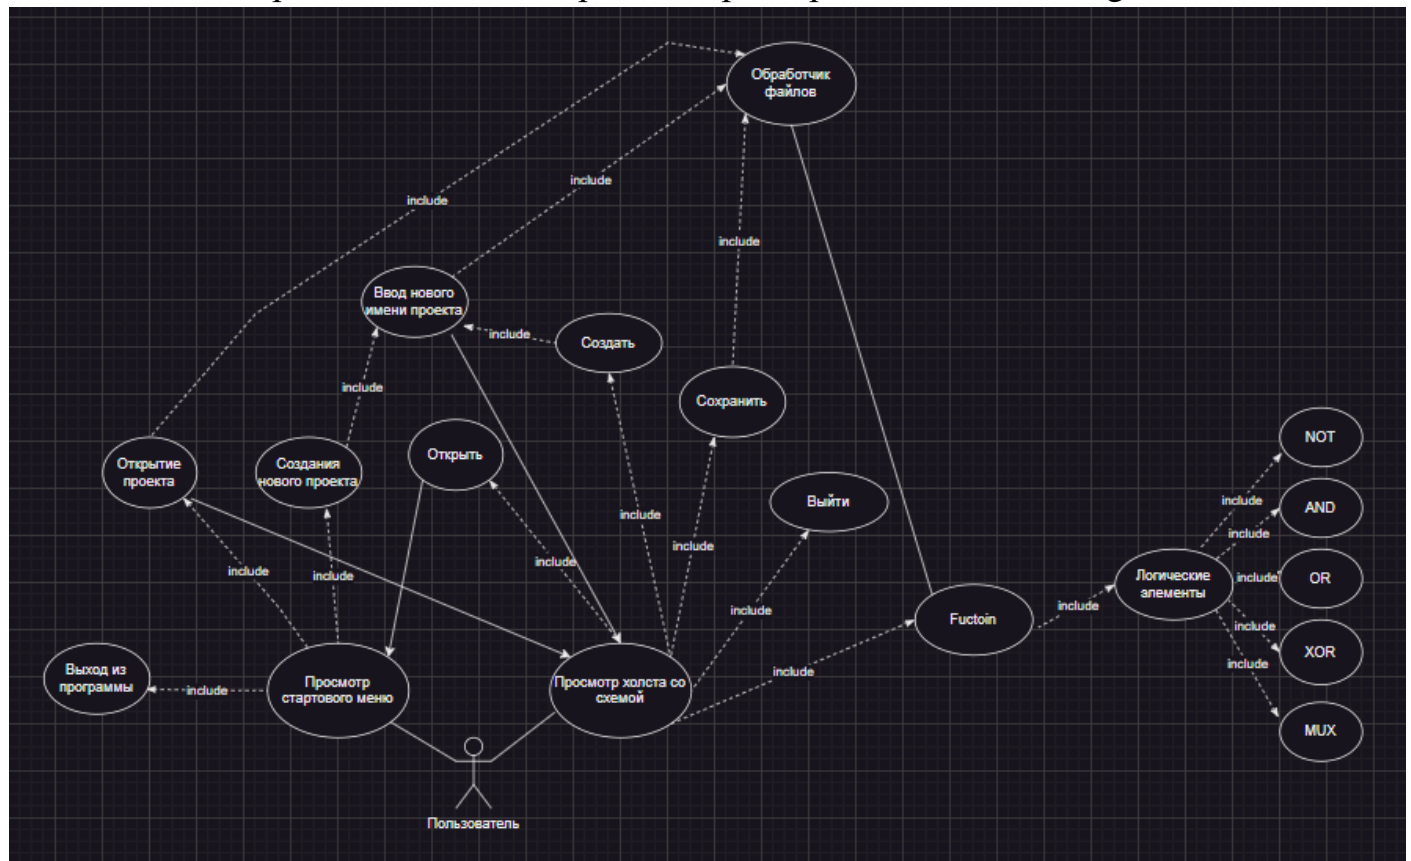 Обработчик
файлов
include
include
include
Ввод нового
имени проекта
include
Создать
include
Сохранить
Открытие
проекта
Создания
нового проекта
Открыть
Выйти
NOT
include
AND
include
include
include
include
include
include
include
include
Логические
элементы
include
OR
include
Fuctoin
include
XOR
include
MUX
include
Выход из
программы
include
Просмотр
стартового меню
Просмотр холста со
схемой
Пользователь